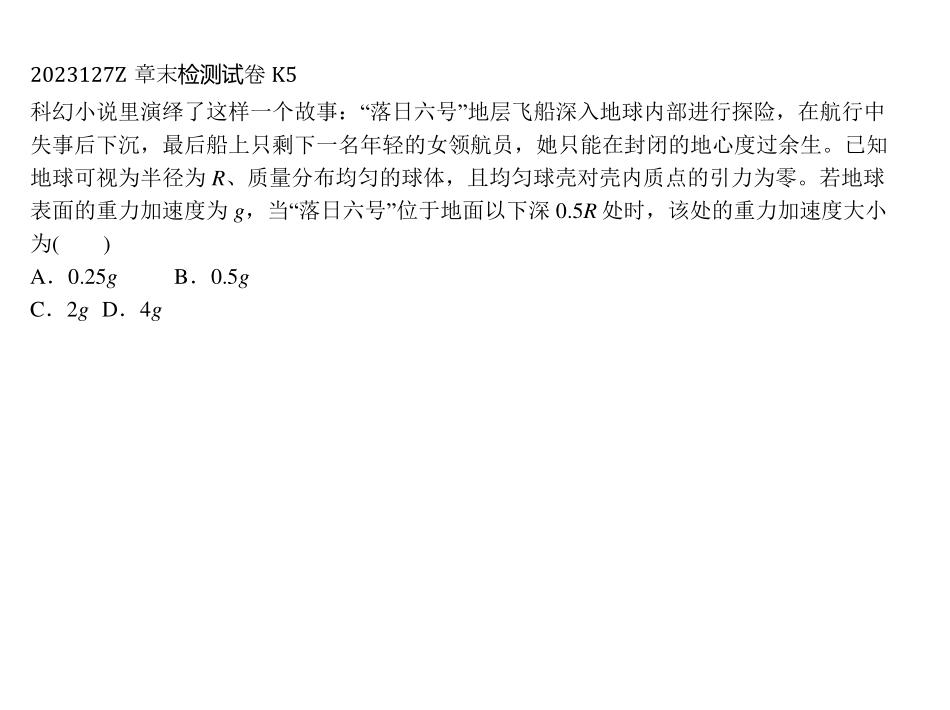 2023127Z 章末检测试卷 K5
科幻小说里演绎了这样一个故事：“落日六号”地层飞船深入地球内部进行探险，在航行中
失事后下沉，最后船上只剩下一名年轻的女领航员，她只能在封闭的地心度过余生。已知
地球可视为半径为 R、质量分布均匀的球体，且均匀球壳对壳内质点的引力为零。若地球
表面的重力加速度为 g，当“落日六号”位于地面以下深 0.5R 处时，该处的重力加速度大小
为(　　)
A．0.25g　　B．0.5g
C．2g D．4g